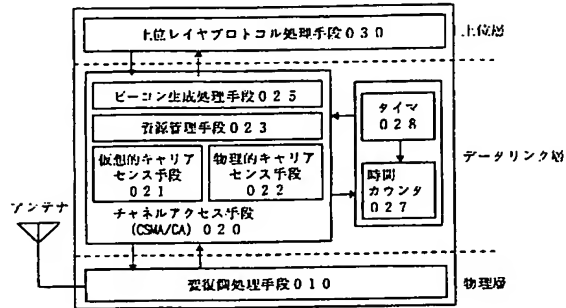 上位レイヤプロトコル処理手段030
上位層
ビーコン生成処理手段025
資源管理手段023
仮想的キャリア
センス手段
021
物理的キャリア
センス手段
022
チャネルアクセス手段
(CSMA/CA) 020
タイマ
028
時間
カウンタ
027
データリンク層
アンテナ
変復調処理手段010
物理層